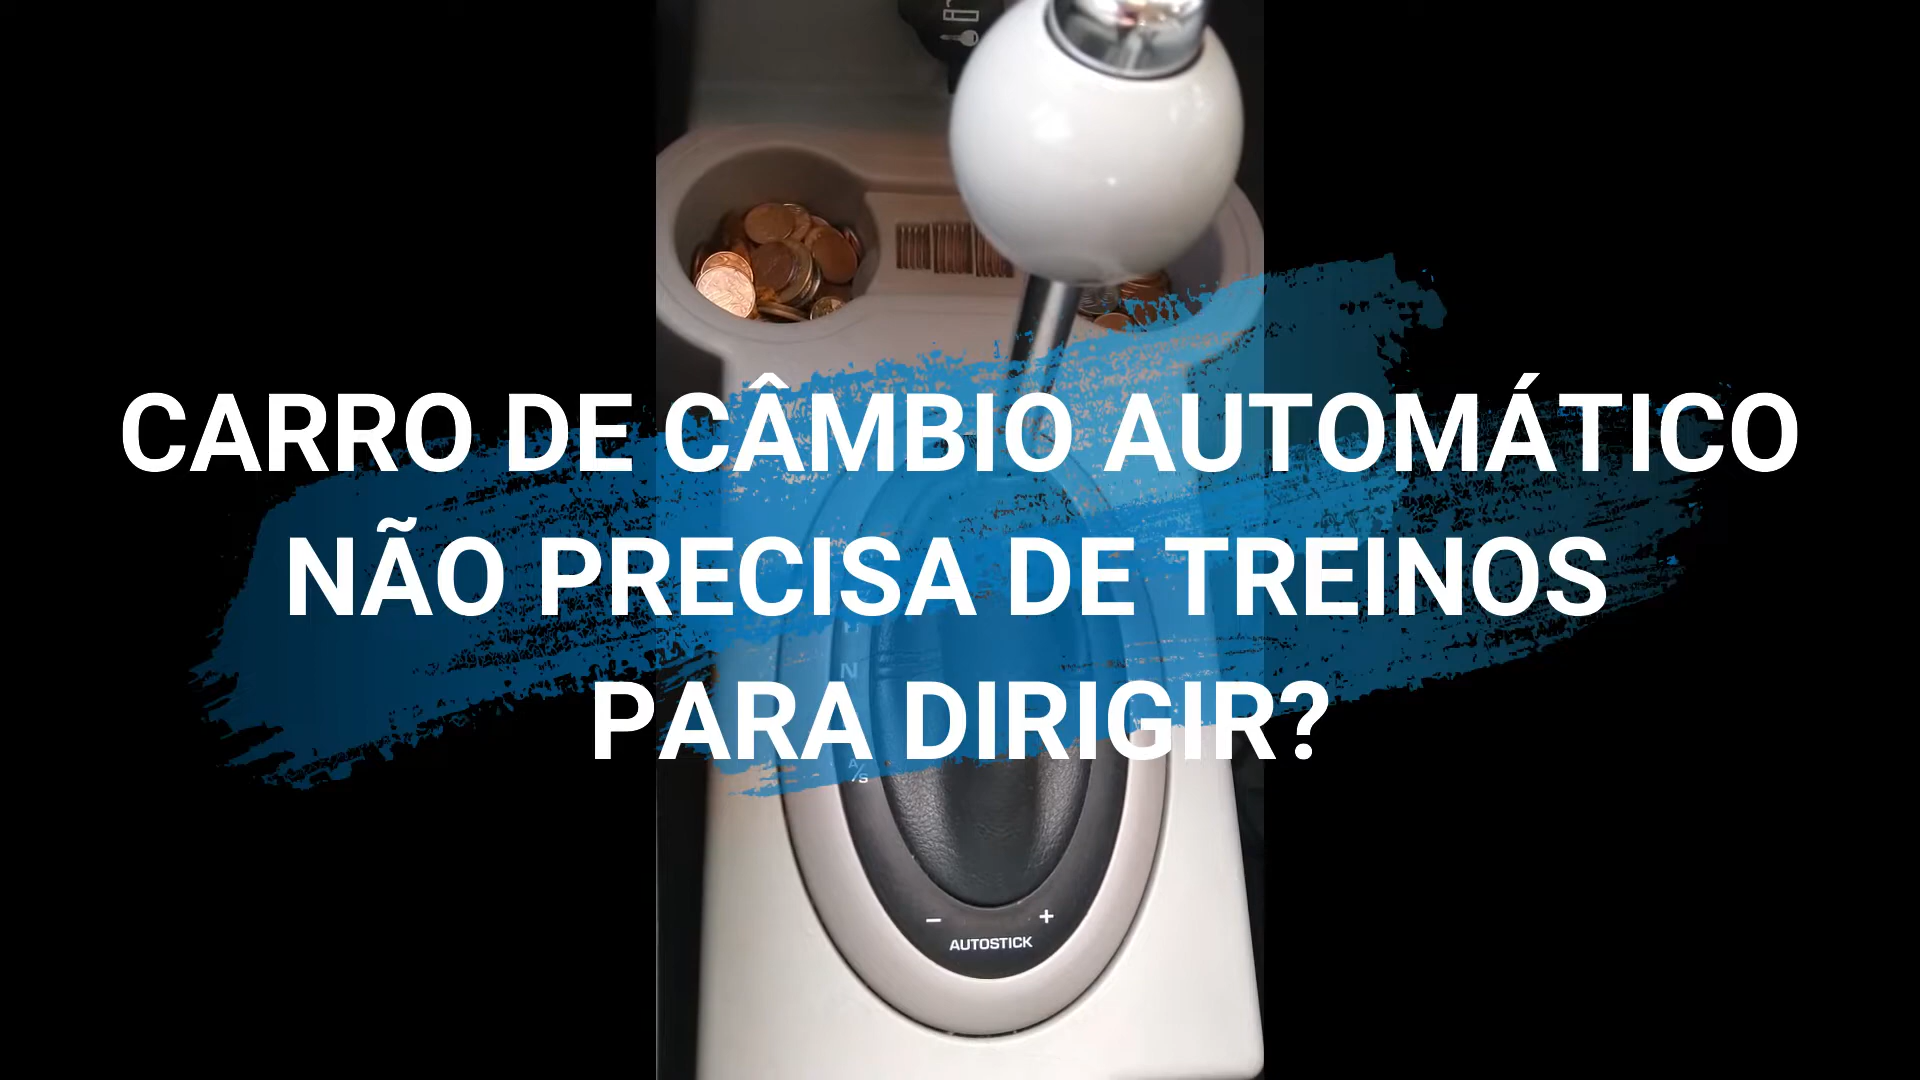 CARRO DE CÂMBIO AUTOMÁTICO
NÃO PRECISA DE TREINOS
PARA DIRIGIR?
N
A/S
− +
AUTOSTICK